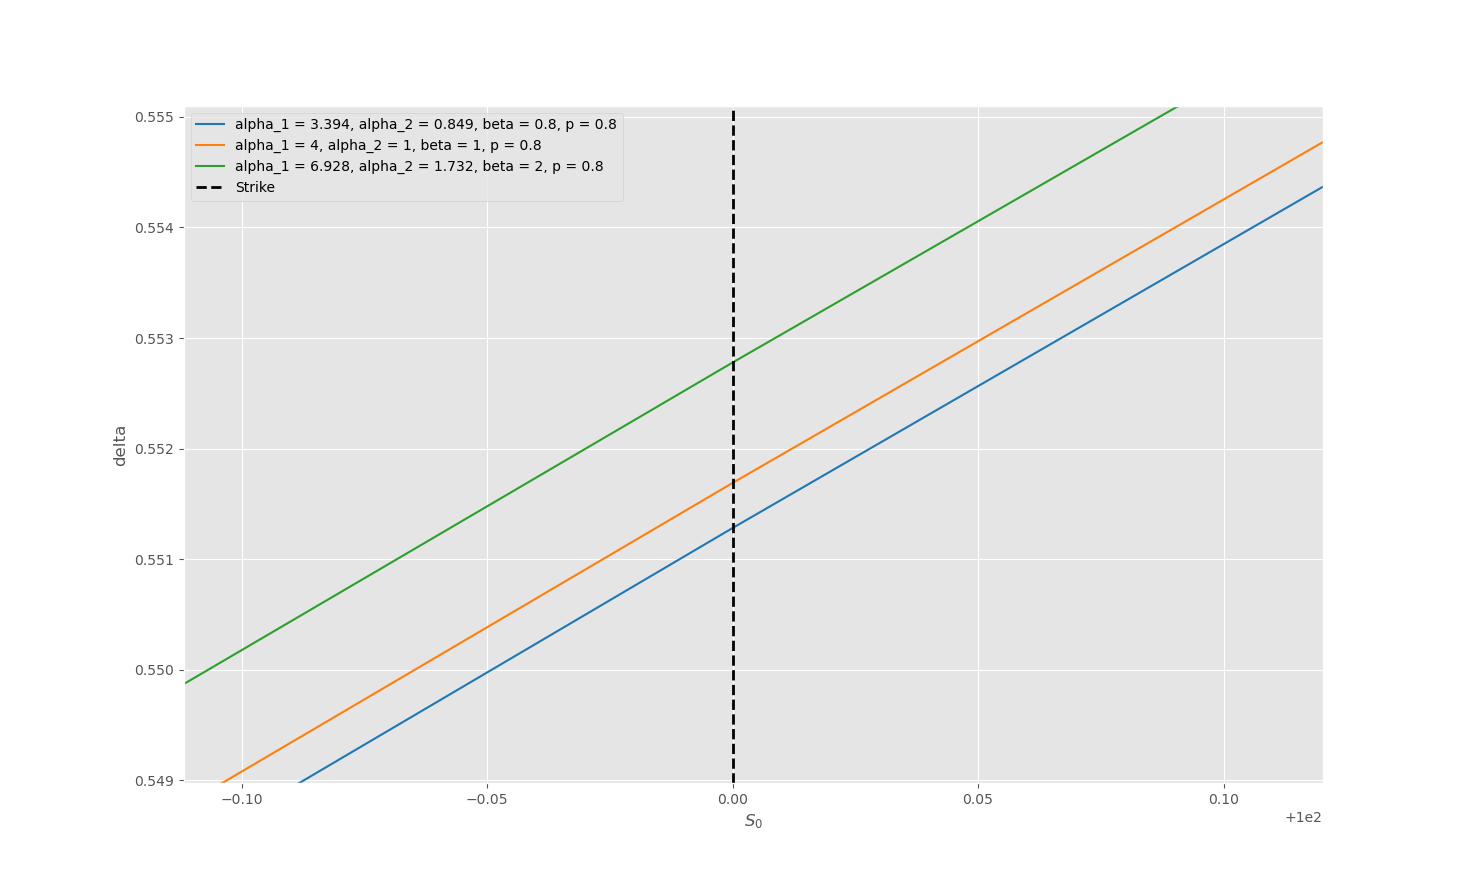 0.555
0.554
0.553
0.552
0.551
0.550
0.549
delta
alpha_1 = 3.394, alpha_2 = 0.849, beta = 0.8, p = 0.8
alpha_1 = 4, alpha_2 = 1, beta = 1, p = 0.8
alpha_1 = 6.928, alpha_2 = 1.732, beta = 2, p = 0.8
Strike
−0.10 −0.05 0.00 0.05 0.10
+1e2
S₀